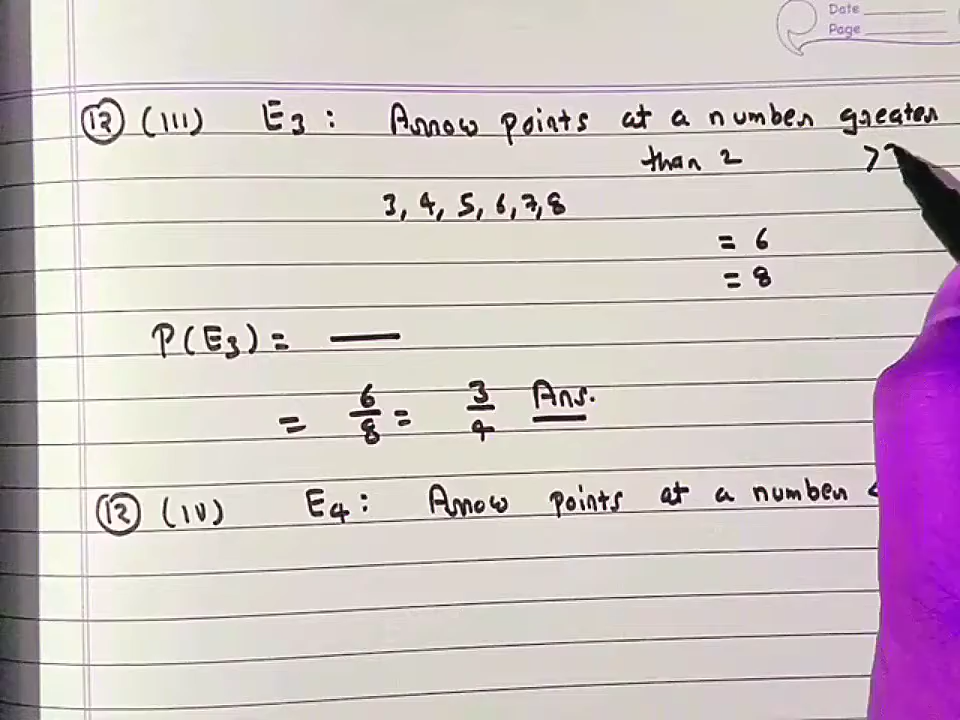 Date
Page
12 (III) E3 : Arrow points at a number greater
than 2 >
3, 4, 5, 6, 7, 8
= 6
= 8
P(E3) =
= 6/8 = 3/4 Ans.
12 (IV) E4 : Arrow points at a number <